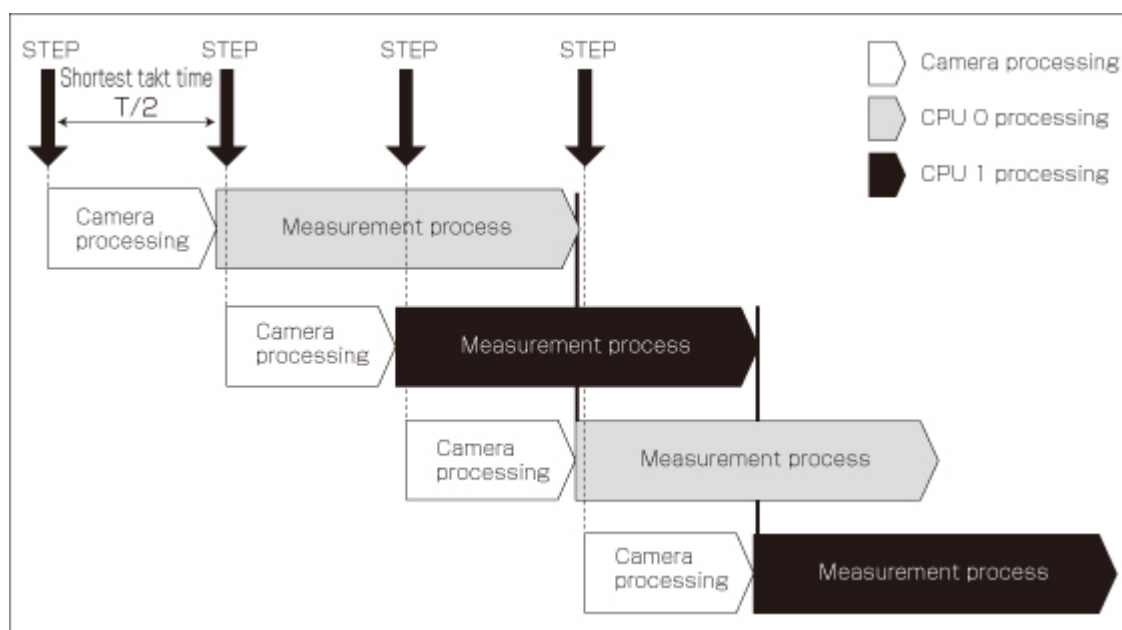 STEP
STEP
STEP
STEP
Shortest takt time
T/2
Camera processing
CPU 0 processing
CPU 1 processing
Camera
processing
Measurement process
Camera
processing
Measurement process
Camera
processing
Measurement process
Camera
processing
Measurement process